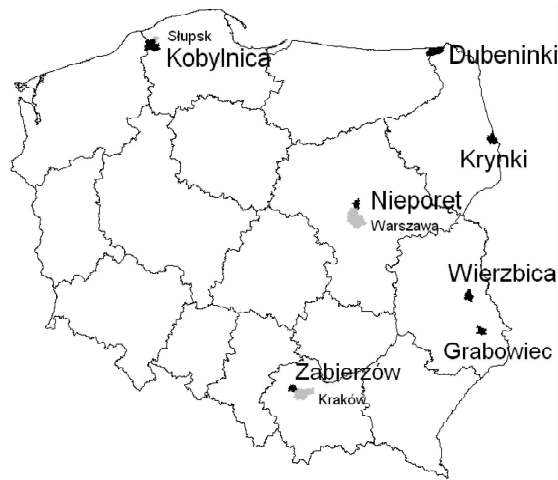 Słupsk
Kobylnica
Dubeninki
Krynki
Nieporęt
Warszawa
Wierzbica
Grabowiec
Zabierzów
Kraków